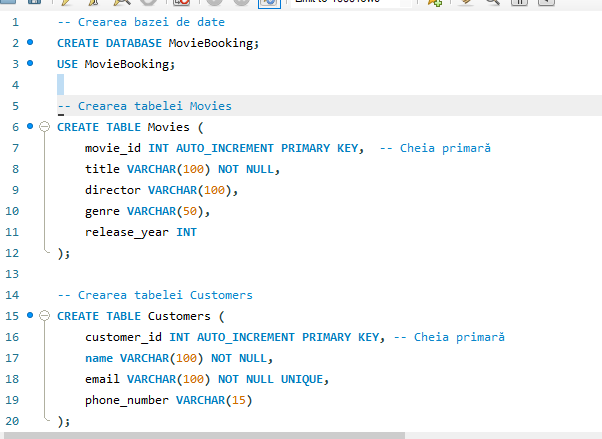 1 -- Crearea bazei de date
2 CREATE DATABASE MovieBooking;
3 USE MovieBooking;
4
5 -- Crearea tabelei Movies
6 CREATE TABLE Movies (
7 movie_id INT AUTO_INCREMENT PRIMARY KEY, -- Cheia primară
8 title VARCHAR(100) NOT NULL,
9 director VARCHAR(100),
10 genre VARCHAR(50),
11 release_year INT
12 );
13
14 -- Crearea tabelei Customers
15 CREATE TABLE Customers (
16 customer_id INT AUTO_INCREMENT PRIMARY KEY, -- Cheia primară
17 name VARCHAR(100) NOT NULL,
18 email VARCHAR(100) NOT NULL UNIQUE,
19 phone_number VARCHAR(15)
20 );